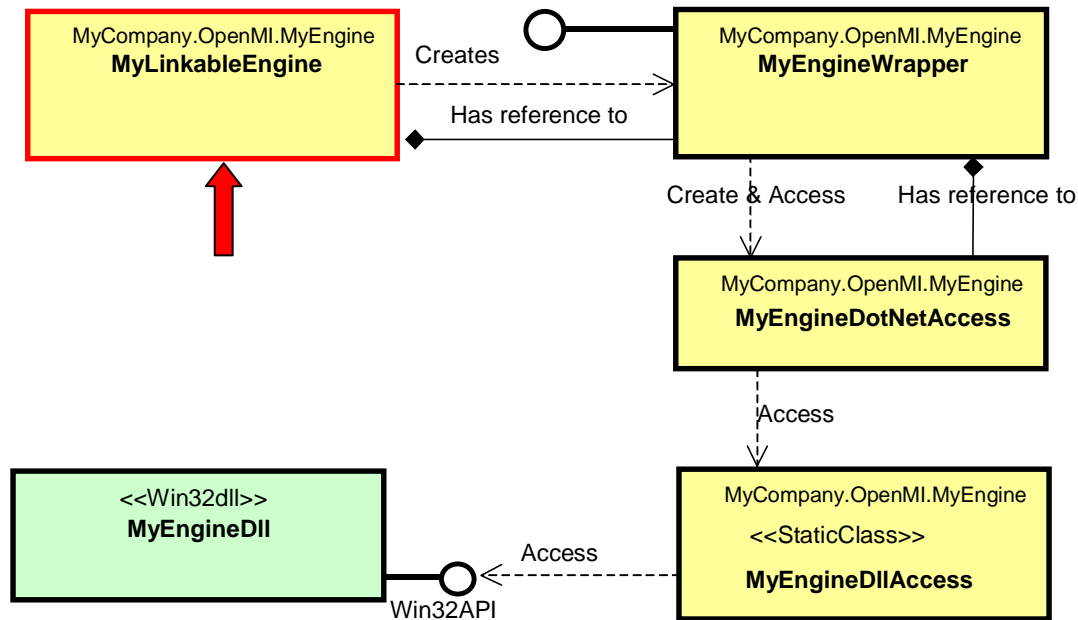 MyCompany.OpenMI.MyEngine
MyLinkableEngine
Creates
MyCompany.OpenMI.MyEngine
MyEngineWrapper
Has reference to
Create & Access
Has reference to
MyCompany.OpenMI.MyEngine
MyEngineDotNetAccess
Access
<<Win32dll>>
MyEngineDll
Access
Win32API
MyCompany.OpenMI.MyEngine
<<StaticClass>>
MyEngineDllAccess